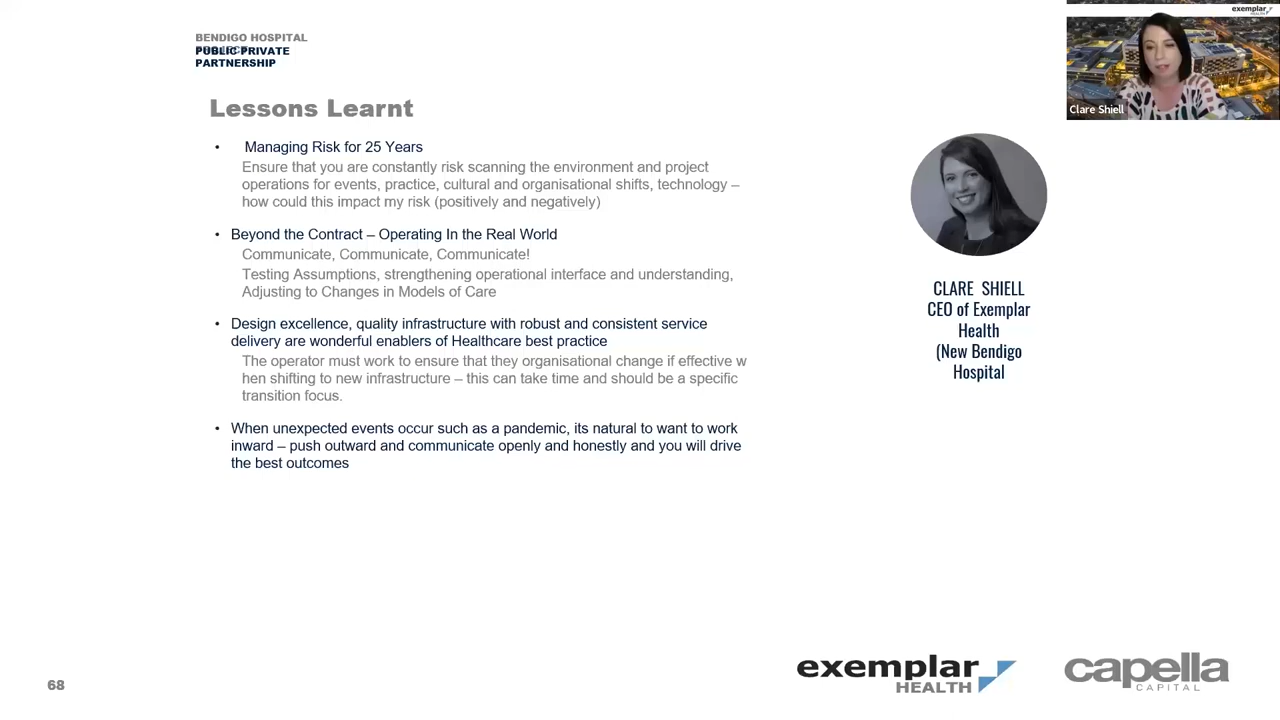 BENDIGO HOSPITAL
PROJECT
PUBLIC PRIVATE
PARTNERSHIP
exemplar
HEALTH
Clare Shiell
Lessons Learnt
• Managing Risk for 25 Years
Ensure that you are constantly risk scanning the environment and project
operations for events, practice, cultural and organisational shifts, technology –
how could this impact my risk (positively and negatively)
• Beyond the Contract – Operating In the Real World
Communicate, Communicate, Communicate!
Testing Assumptions, strengthening operational interface and understanding,
Adjusting to Changes in Models of Care
• Design excellence, quality infrastructure with robust and consistent service
delivery are wonderful enablers of Healthcare best practice
The operator must work to ensure that they organisational change if effective w
hen shifting to new infrastructure – this can take time and should be a specific
transition focus.
• When unexpected events occur such as a pandemic, its natural to want to work
inward – push outward and communicate openly and honestly and you will drive
the best outcomes
CLARE SHIELL
CEO of Exemplar
Health
(New Bendigo
Hospital
68
exemplar
HEALTH
capella
CAPITAL